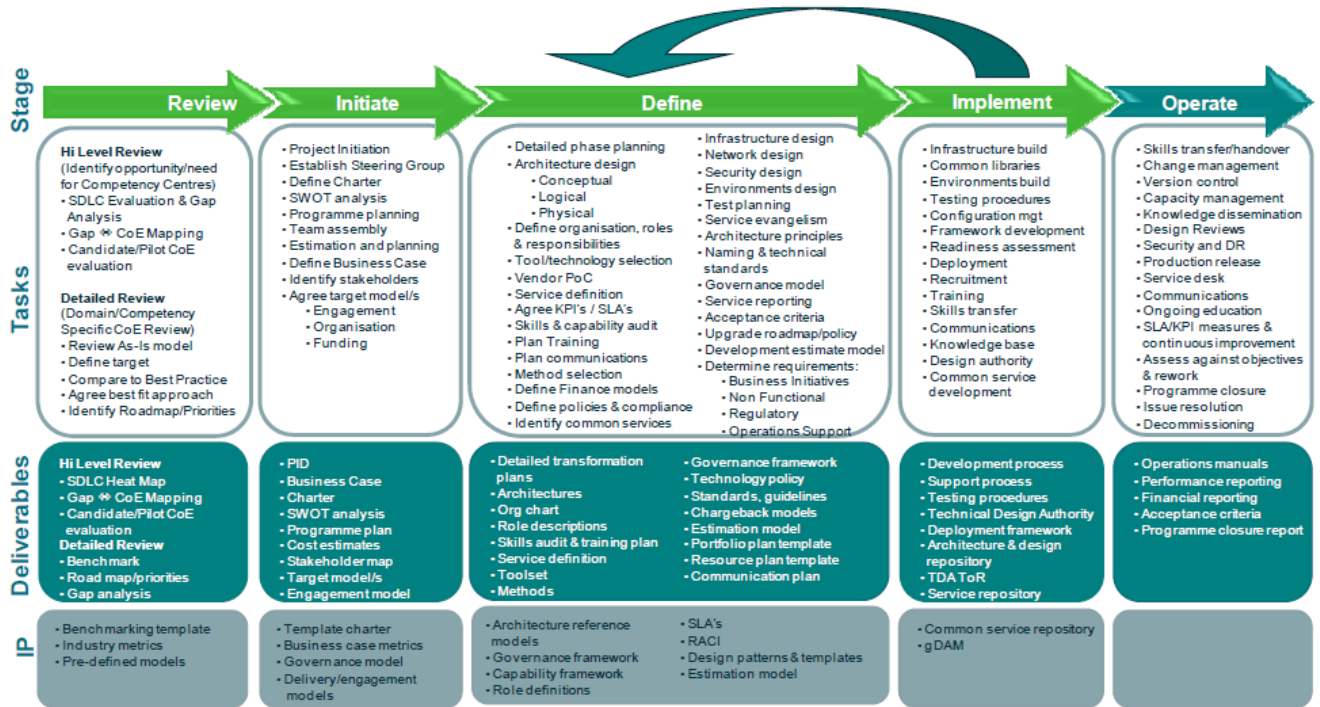 Stage
Review
Initiate
Define
Implement
Operate
Tasks
Hi Level Review
(Identify opportunity/need
for Competency Centres)
• SDLC Evaluation & Gap
Analysis
• Gap ⇔ CoE Mapping
• Candidate/Pilot CoE
evaluation
Detailed Review
(Domain/Competency
Specific CoE Review)
• Review As-Is model
• Define target
• Compare to Best Practice
• Agree best fit approach
• Identify Roadmap/Priorities
• Project Initiation
• Establish Steering Group
• Define Charter
• SWOT analysis
• Programme planning
• Team assembly
• Estimation and planning
• Define Business Case
• Identify stakeholders
• Agree target model/s
• Engagement
• Organisation
• Funding
• Detailed phase planning
• Architecture design
• Conceptual
• Logical
• Physical
• Define organisation, roles
& responsibilities
• Tool/technology selection
• Vendor PoC
• Service definition
• Agree KPI's / SLA's
• Skills & capability audit
• Plan Training
• Plan communications
• Method selection
• Define Finance models
• Define policies & compliance
• Identify common services
• Infrastructure design
• Network design
• Security design
• Environments design
• Test planning
• Service evangelism
• Architecture principles
• Naming & technical
standards
• Governance model
• Service reporting
• Acceptance criteria
• Upgrade roadmap/policy
• Development estimate model
• Determine requirements:
• Business Initiatives
• Non Functional
• Regulatory
• Operations Support
• Infrastructure build
• Common libraries
• Environments build
• Testing procedures
• Configuration mgt
• Framework development
• Readiness assessment
• Deployment
• Recruitment
• Training
• Skills transfer
• Communications
• Knowledge base
• Design authority
• Common service
development
• Skills transfer/handover
• Change management
• Version control
• Capacity management
• Knowledge dissemination
• Design Reviews
• Security and DR
• Production release
• Service desk
• Communications
• Ongoing education
• SLA/KPI measures &
continuous improvement
• Assess against objectives
& rework
• Programme closure
• Issue resolution
• Decommissioning
Deliverables
Hi Level Review
• SDLC Heat Map
• Gap ⇔ CoE Mapping
• Candidate/Pilot CoE
evaluation
Detailed Review
• Benchmark
• Road map/priorities
• Gap analysis
• PID
• Business Case
• Charter
• SWOT analysis
• Programme plan
• Cost estimates
• Stakeholder map
• Target model/s
• Engagement model
• Detailed transformation
plans
• Architectures
• Org chart
• Role descriptions
• Skills audit & training plan
• Service definition
• Toolset
• Methods
• Governance framework
• Technology policy
• Standards, guidelines
• Chargeback models
• Estimation model
• Portfolio plan template
• Resource plan template
• Communication plan
• Development process
• Support process
• Testing procedures
• Technical Design Authority
• Deployment framework
• Architecture & design
repository
• TDA ToR
• Service repository
• Operations manuals
• Performance reporting
• Financial reporting
• Acceptance criteria
• Programme closure report
IP
• Benchmarking template
• Industry metrics
• Pre-defined models
• Template charter
• Business case metrics
• Governance model
• Delivery/engagement
models
• Architecture reference
models
• Governance framework
• Capability framework
• Role definitions
• SLA's
• RACI
• Design patterns & templates
• Estimation model
• Common service repository
• gDAM